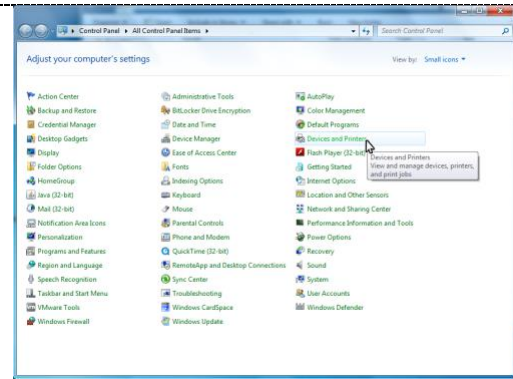 Control Panel ▸ All Control Panel Items ▸
Search Control Panel
Adjust your computer's settings
View by: Small icons
Action Center
Administrative Tools
AutoPlay
Backup and Restore
BitLocker Drive Encryption
Color Management
Credential Manager
Date and Time
Default Programs
Desktop Gadgets
Device Manager
Devices and Printers
Display
Ease of Access Center
Flash Player (32-bit)
Folder Options
Fonts
Getting Started
HomeGroup
Indexing Options
Internet Options
Java (32-bit)
Keyboard
Location and Other Sensors
Mail (32-bit)
Mouse
Network and Sharing Center
Notification Area Icons
Parental Controls
Performance Information and Tools
Personalization
Phone and Modem
Power Options
Programs and Features
QuickTime (32-bit)
Recovery
Region and Language
RemoteApp and Desktop Connections
Sound
Speech Recognition
Sync Center
System
Taskbar and Start Menu
Troubleshooting
User Accounts
VMware Tools
Windows CardSpace
Windows Defender
Windows Firewall
Windows Update
Devices and Printers
View and manage devices, printers,
and print jobs